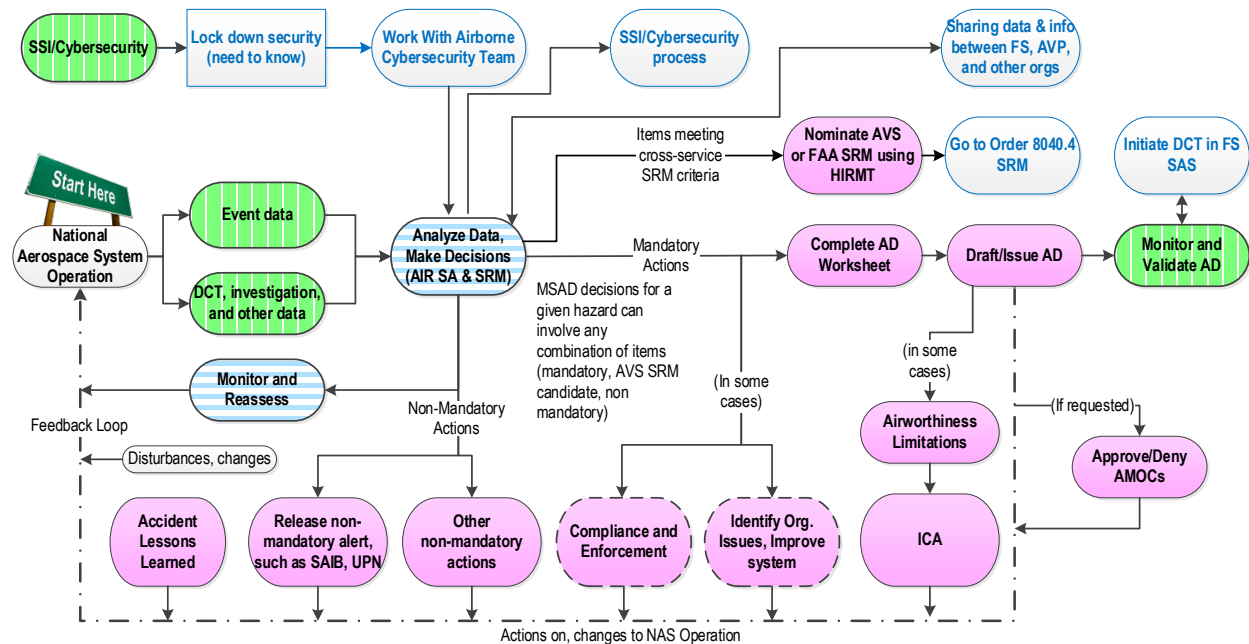 SSI/Cybersecurity
Lock down security
(need to know)
Work With Airborne
Cybersecurity Team
SSI/Cybersecurity
process
Sharing data & info
between FS, AVP,
and other orgs
Items meeting
cross-service
SRM criteria
Nominate AVS
or FAA SRM using
HIRMT
Go to Order 8040.4
SRM
Initiate DCT in FS
SAS
Start Here
National
Aerospace System
Operation
Event data
DCT, investigation,
and other data
Analyze Data,
Make Decisions
(AIR SA & SRM)
Mandatory
Actions
Complete AD
Worksheet
Draft/Issue AD
Monitor and
Validate AD
MSAD decisions for a
given hazard can
involve any
combination of items
(mandatory, AVS SRM
candidate, non
mandatory)
(In some
cases)
(in some
cases)
(If requested)
Monitor and
Reassess
Non-Mandatory
Actions
Feedback Loop
Disturbances, changes
Airworthiness
Limitations
Approve/Deny
AMOCs
Accident
Lessons
Learned
Release non-
mandatory alert,
such as SAIB, UPN
Other
non-mandatory
actions
Compliance and
Enforcement
Identify Org.
Issues, Improve
system
ICA
Actions on, changes to NAS Operation